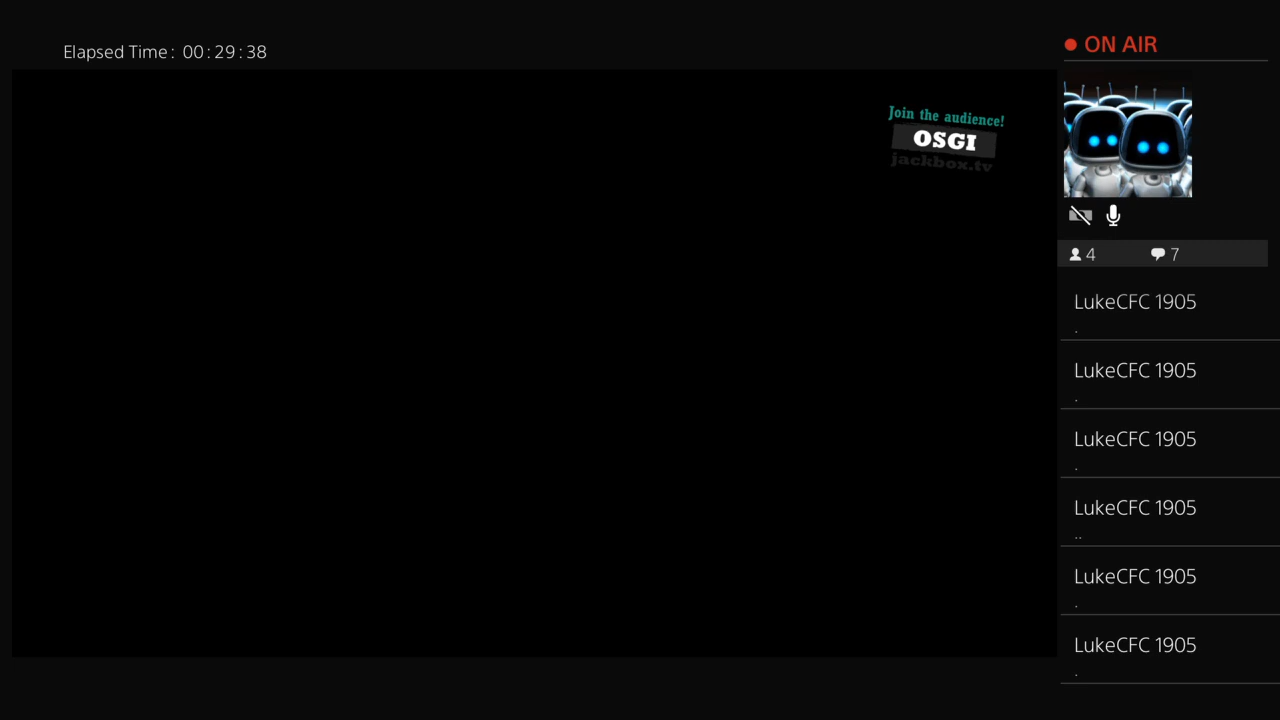 Elapsed Time: 00:29:38
ON AIR
Join the audience!
OSGI
jackbox.tv
4 7
LukeCFC 1905
.
LukeCFC 1905
.
LukeCFC 1905
.
LukeCFC 1905
..
LukeCFC 1905
.
LukeCFC 1905
.